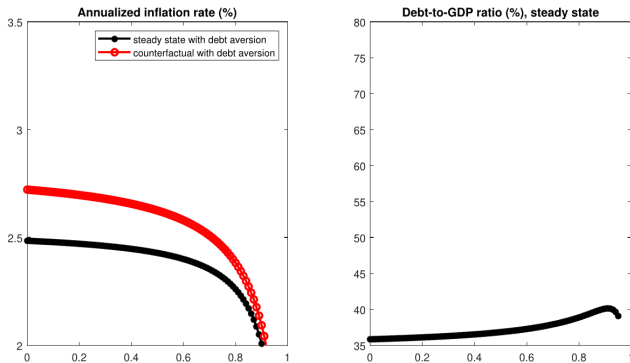 Annualized inflation rate (%)
3.5
3
2.5
2
0 0.2 0.4 0.6 0.8 1
steady state with debt aversion
counterfactual with debt aversion
Debt-to-GDP ratio (%), steady state
80
75
70
65
60
55
50
45
40
35
0 0.2 0.4 0.6 0.8